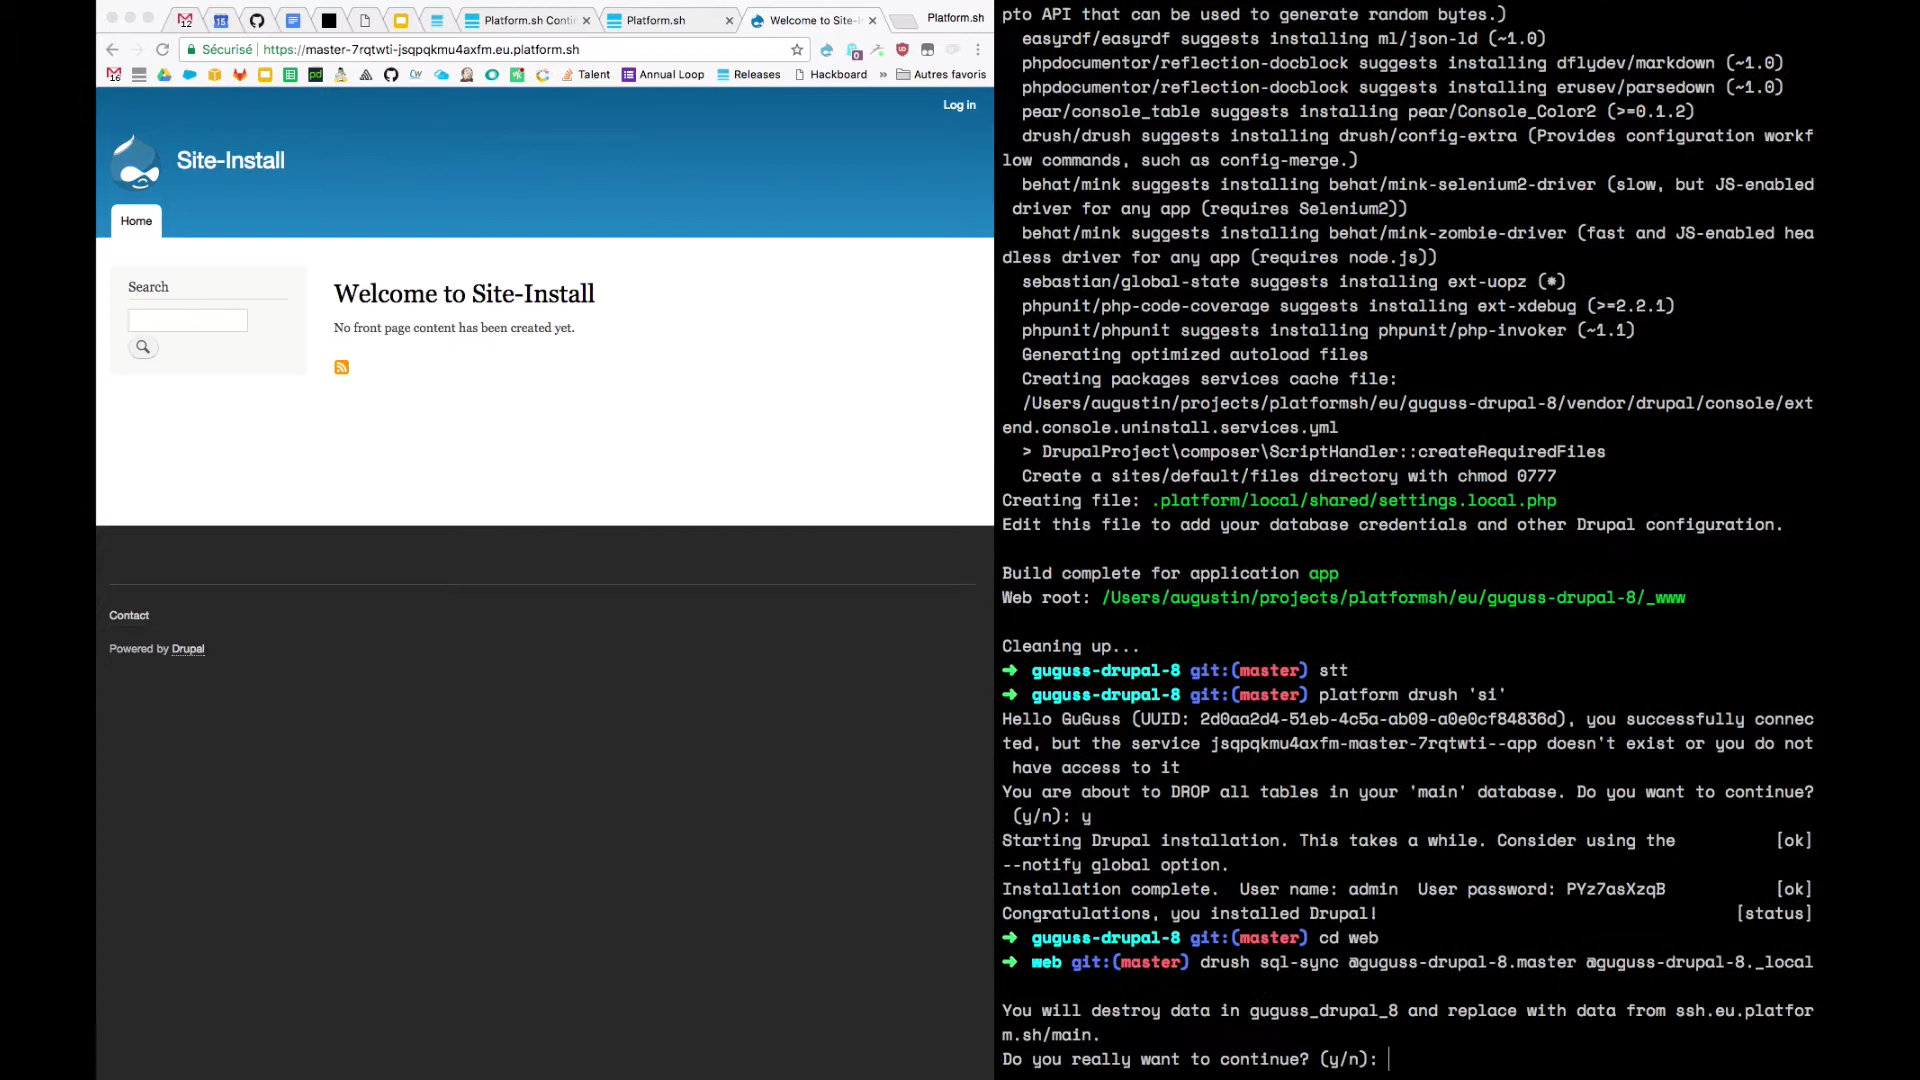 12
15
Platform.sh Conti
Platform.sh
Welcome to Site-I
Platform.sh
Sécurisé
https://master-7rqtwti-jsqpqkmu4axfm.eu.platform.sh
16
pd
CW
Talent
Annual Loop
Releases
Hackboard
»
Autres favoris
Log in
Site-Install
Home
Search
Welcome to Site-Install
No front page content has been created yet.
Contact
Powered by Drupal
pto API that can be used to generate random bytes.)
easyrdf/easyrdf suggests installing ml/json-ld (~1.0)
phpdocumentor/reflection-docblock suggests installing dflydev/markdown (~1.0)
phpdocumentor/reflection-docblock suggests installing erusev/parsedown (~1.0)
pear/console_table suggests installing pear/Console_Color2 (>=0.1.2)
drush/drush suggests installing drush/config-extra (Provides configuration workf
low commands, such as config-merge.)
behat/mink suggests installing behat/mink-selenium2-driver (slow, but JS-enabled
driver for any app (requires Selenium2))
behat/mink suggests installing behat/mink-zombie-driver (fast and JS-enabled hea
dless driver for any app (requires node.js))
sebastian/global-state suggests installing ext-uopz (*)
phpunit/php-code-coverage suggests installing ext-xdebug (>=2.2.1)
phpunit/phpunit suggests installing phpunit/php-invoker (~1.1)
Generating optimized autoload files
Creating packages services cache file:
/Users/augustin/projects/platformsh/eu/guguss-drupal-8/vendor/drupal/console/ext
end.console.uninstall.services.yml
> DrupalProject\composer\ScriptHandler::createRequiredFiles
Create a sites/default/files directory with chmod 0777
Creating file: .platform/local/shared/settings.local.php
Edit this file to add your database credentials and other Drupal configuration.
Build complete for application app
Web root: /Users/augustin/projects/platformsh/eu/guguss-drupal-8/_www
Cleaning up...
➜ guguss-drupal-8 git:(master) stt
➜ guguss-drupal-8 git:(master) platform drush 'si'
Hello GuGuss (UUID: 2d0aa2d4-51eb-4c5a-ab09-a0e0cf84836d), you successfully connec
ted, but the service jsqpqkmu4axfm-master-7rqtwti--app doesn't exist or you do not
have access to it
You are about to DROP all tables in your 'main' database. Do you want to continue?
(y/n): y
Starting Drupal installation. This takes a while. Consider using the [ok]
--notify global option.
Installation complete. User name: admin User password: PYz7asXzqB [ok]
Congratulations, you installed Drupal! [status]
➜ guguss-drupal-8 git:(master) cd web
➜ web git:(master) drush sql-sync @guguss-drupal-8.master @guguss-drupal-8._local
You will destroy data in guguss_drupal_8 and replace with data from ssh.eu.platfor
m.sh/main.
Do you really want to continue? (y/n):